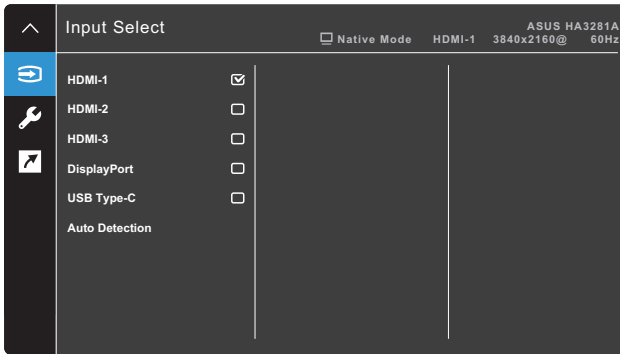 Input Select
ASUS HA3281A
Native Mode HDMI-1 3840x2160@ 60Hz
HDMI-1
HDMI-2
HDMI-3
DisplayPort
USB Type-C
Auto Detection